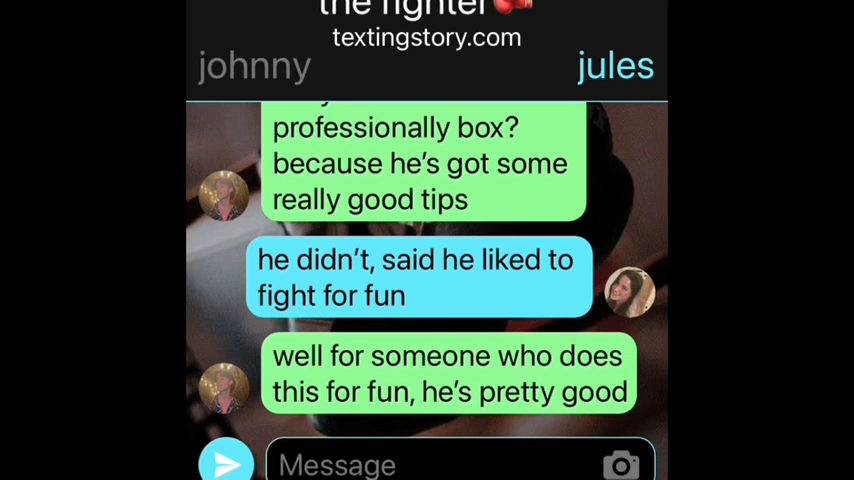 the fighter🥊
textingstory.com
johnny
jules
professionally box?
because he's got some
really good tips
he didn't, said he liked to
fight for fun
well for someone who does
this for fun, he's pretty good
Message